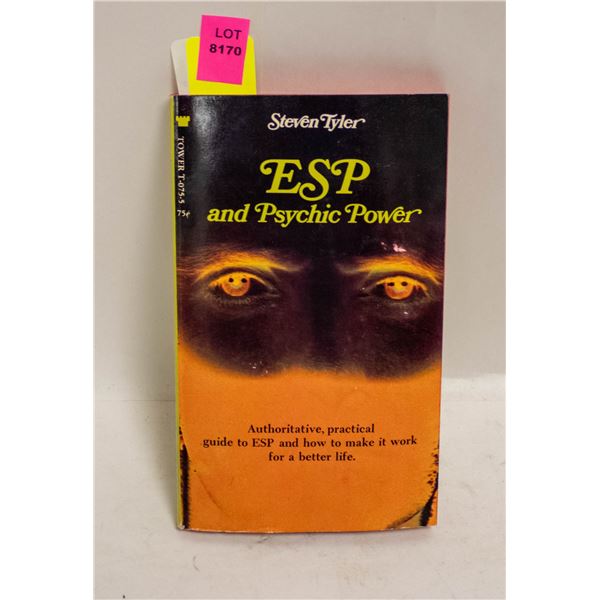 LOT
8170
Steven Tyler
ESP
and Psychic Power
TOWER T-075-5
75¢
Authoritative, practical
guide to ESP and how to make it work
for a better life.